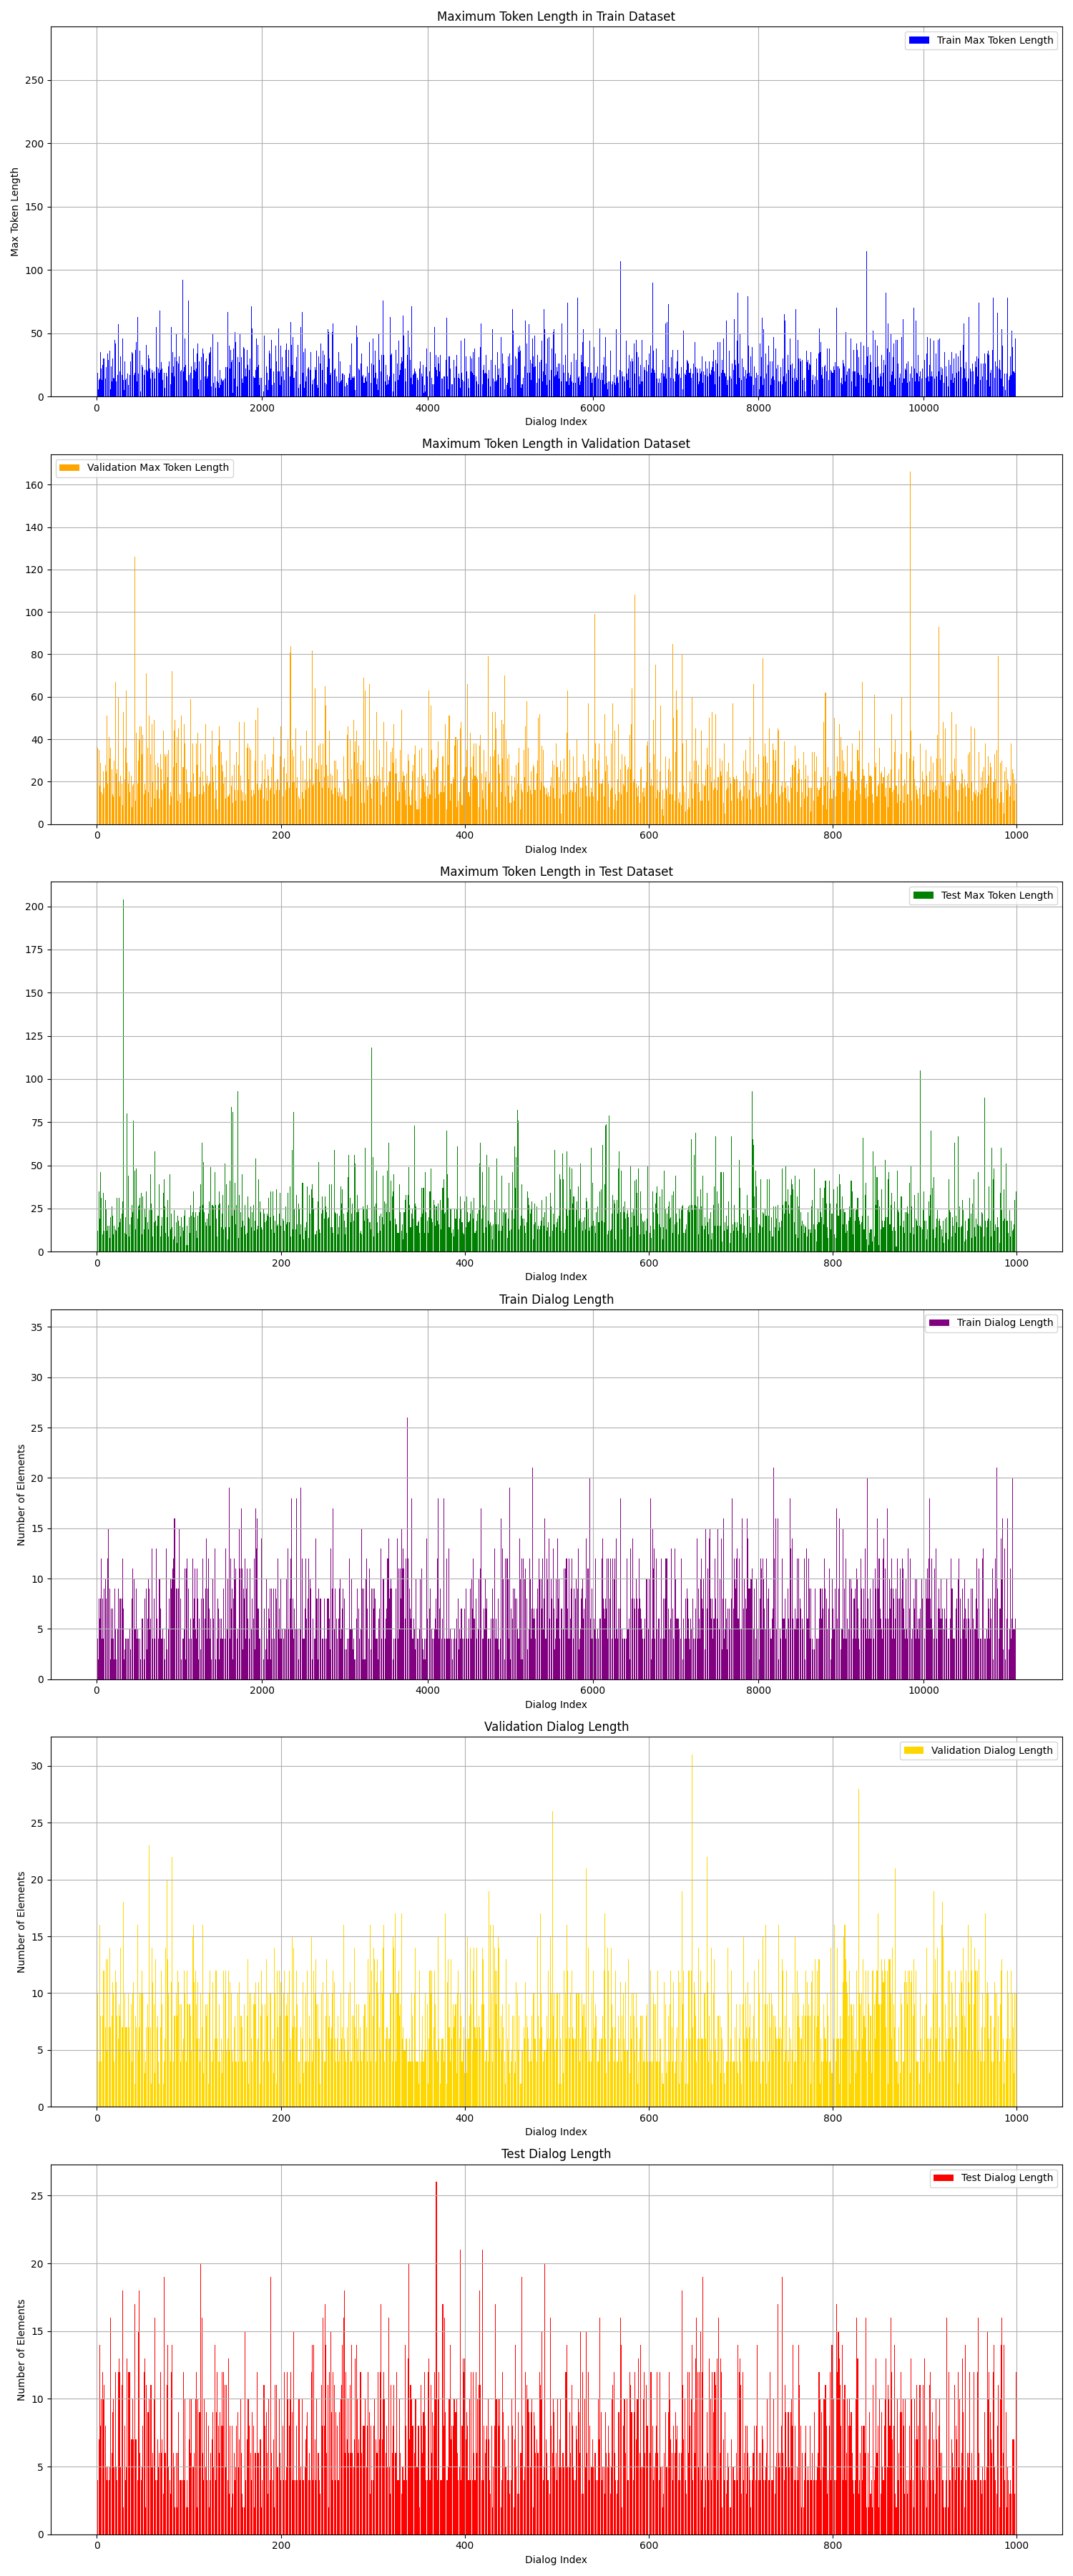 Maximum Token Length in Train Dataset
Train Max Token Length
250
200
150
100
50
0
Max Token Length
0 2000 4000 6000 8000 10000
Dialog Index
Maximum Token Length in Validation Dataset
Validation Max Token Length
160
140
120
100
80
60
40
20
0
0 200 400 600 800 1000
Dialog Index
Maximum Token Length in Test Dataset
Test Max Token Length
200
175
150
125
100
75
50
25
0
0 200 400 600 800 1000
Dialog Index
Train Dialog Length
Train Dialog Length
35
30
25
20
15
10
5
0
Number of Elements
0 2000 4000 6000 8000 10000
Dialog Index
Validation Dialog Length
Validation Dialog Length
30
25
20
15
10
5
0
Number of Elements
0 200 400 600 800 1000
Dialog Index
Test Dialog Length
Test Dialog Length
25
20
15
10
5
0
Number of Elements
0 200 400 600 800 1000
Dialog Index